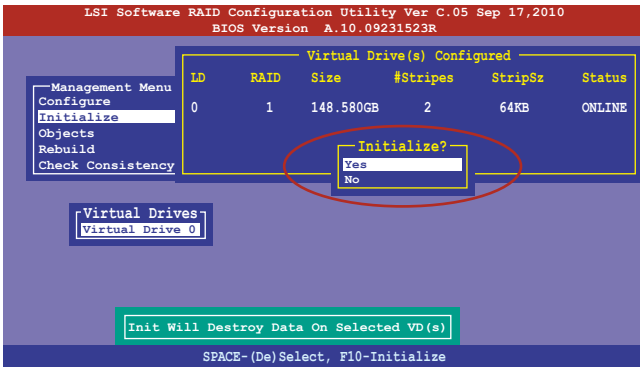 LSI Software RAID Configuration Utility Ver C.05 Sep 17,2010
BIOS Version A.10.09231523R
Virtual Drive(s) Configured
LD RAID Size #Stripes StripSz Status
0 1 148.580GB 2 64KB ONLINE
Management Menu
Configure
Initialize
Objects
Rebuild
Check Consistency
Initialize?
Yes
No
Virtual Drives
Virtual Drive 0
Init Will Destroy Data On Selected VD(s)
SPACE-(De)Select, F10-Initialize